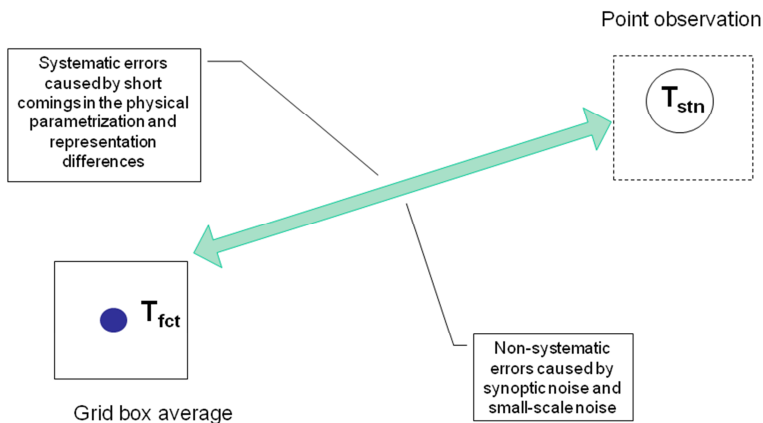 Point observation
Systematic errors
caused by short
comings in the physical
parametrization and
representation
differences
Tstn
Tfct
Non-systematic
errors caused by
synoptic noise and
small-scale noise
Grid box average